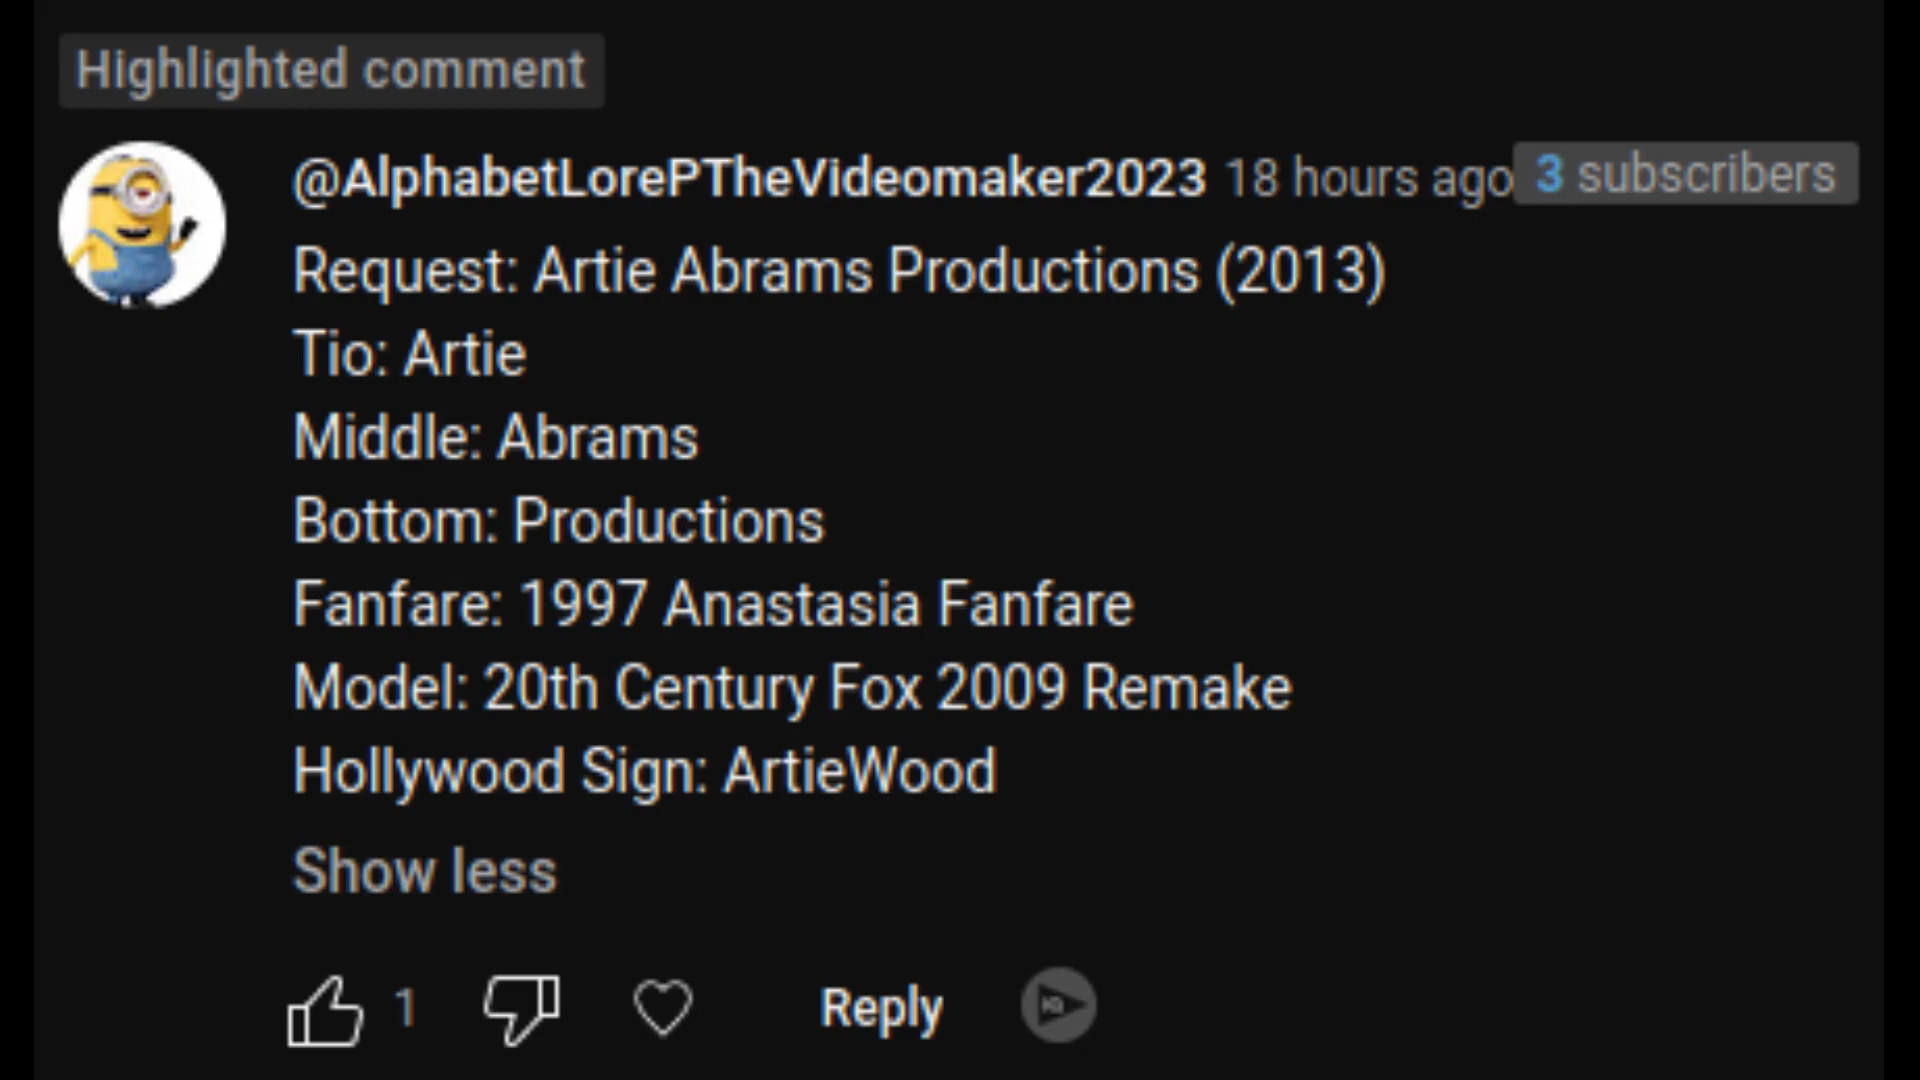 Highlighted comment
@AlphabetLorePTheVideomaker2023 18 hours ago 3 subscribers
Request: Artie Abrams Productions (2013)
Tio: Artie
Middle: Abrams
Bottom: Productions
Fanfare: 1997 Anastasia Fanfare
Model: 20th Century Fox 2009 Remake
Hollywood Sign: ArtieWood
Show less
1 Reply